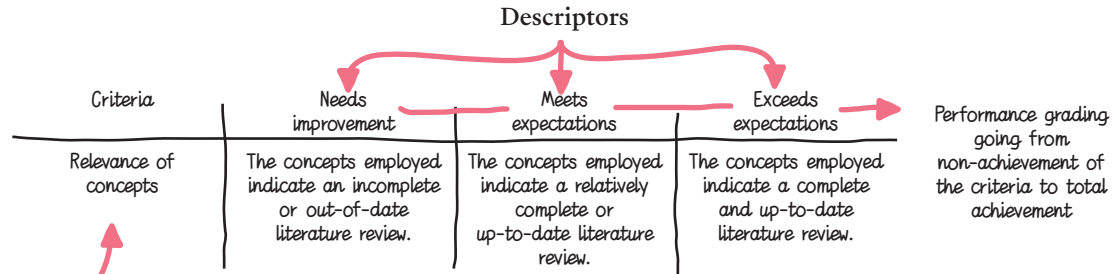 Descriptors
Criteria
Needs
improvement
Meets
expectations
Exceeds
expectations
Performance grading
going from
non-achievement of
the criteria to total
achievement
Relevance of
concepts
The concepts employed
indicate an incomplete
or out-of-date
literature review.
The concepts employed
indicate a relatively
complete or
up-to-date literature
review.
The concepts employed
indicate a complete
and up-to-date
literature review.